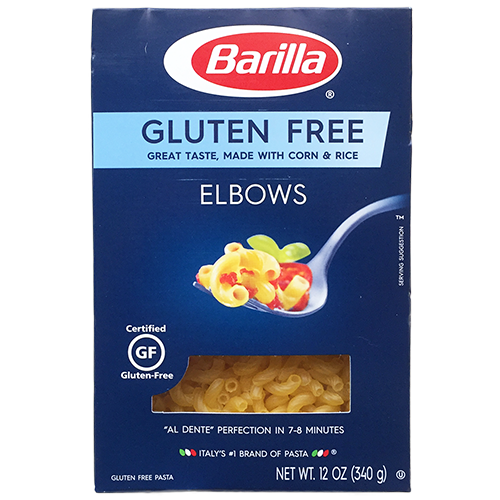 Barilla
®
GLUTEN FREE
GREAT TASTE, MADE WITH CORN & RICE
ELBOWS
™
SERVING SUGGESTION
Certified
GF
Gluten-Free
"AL DENTE" PERFECTION IN 7-8 MINUTES
ITALY'S #1 BRAND OF PASTA®
GLUTEN FREE PASTA
NET WT. 12 OZ (340 g)
U